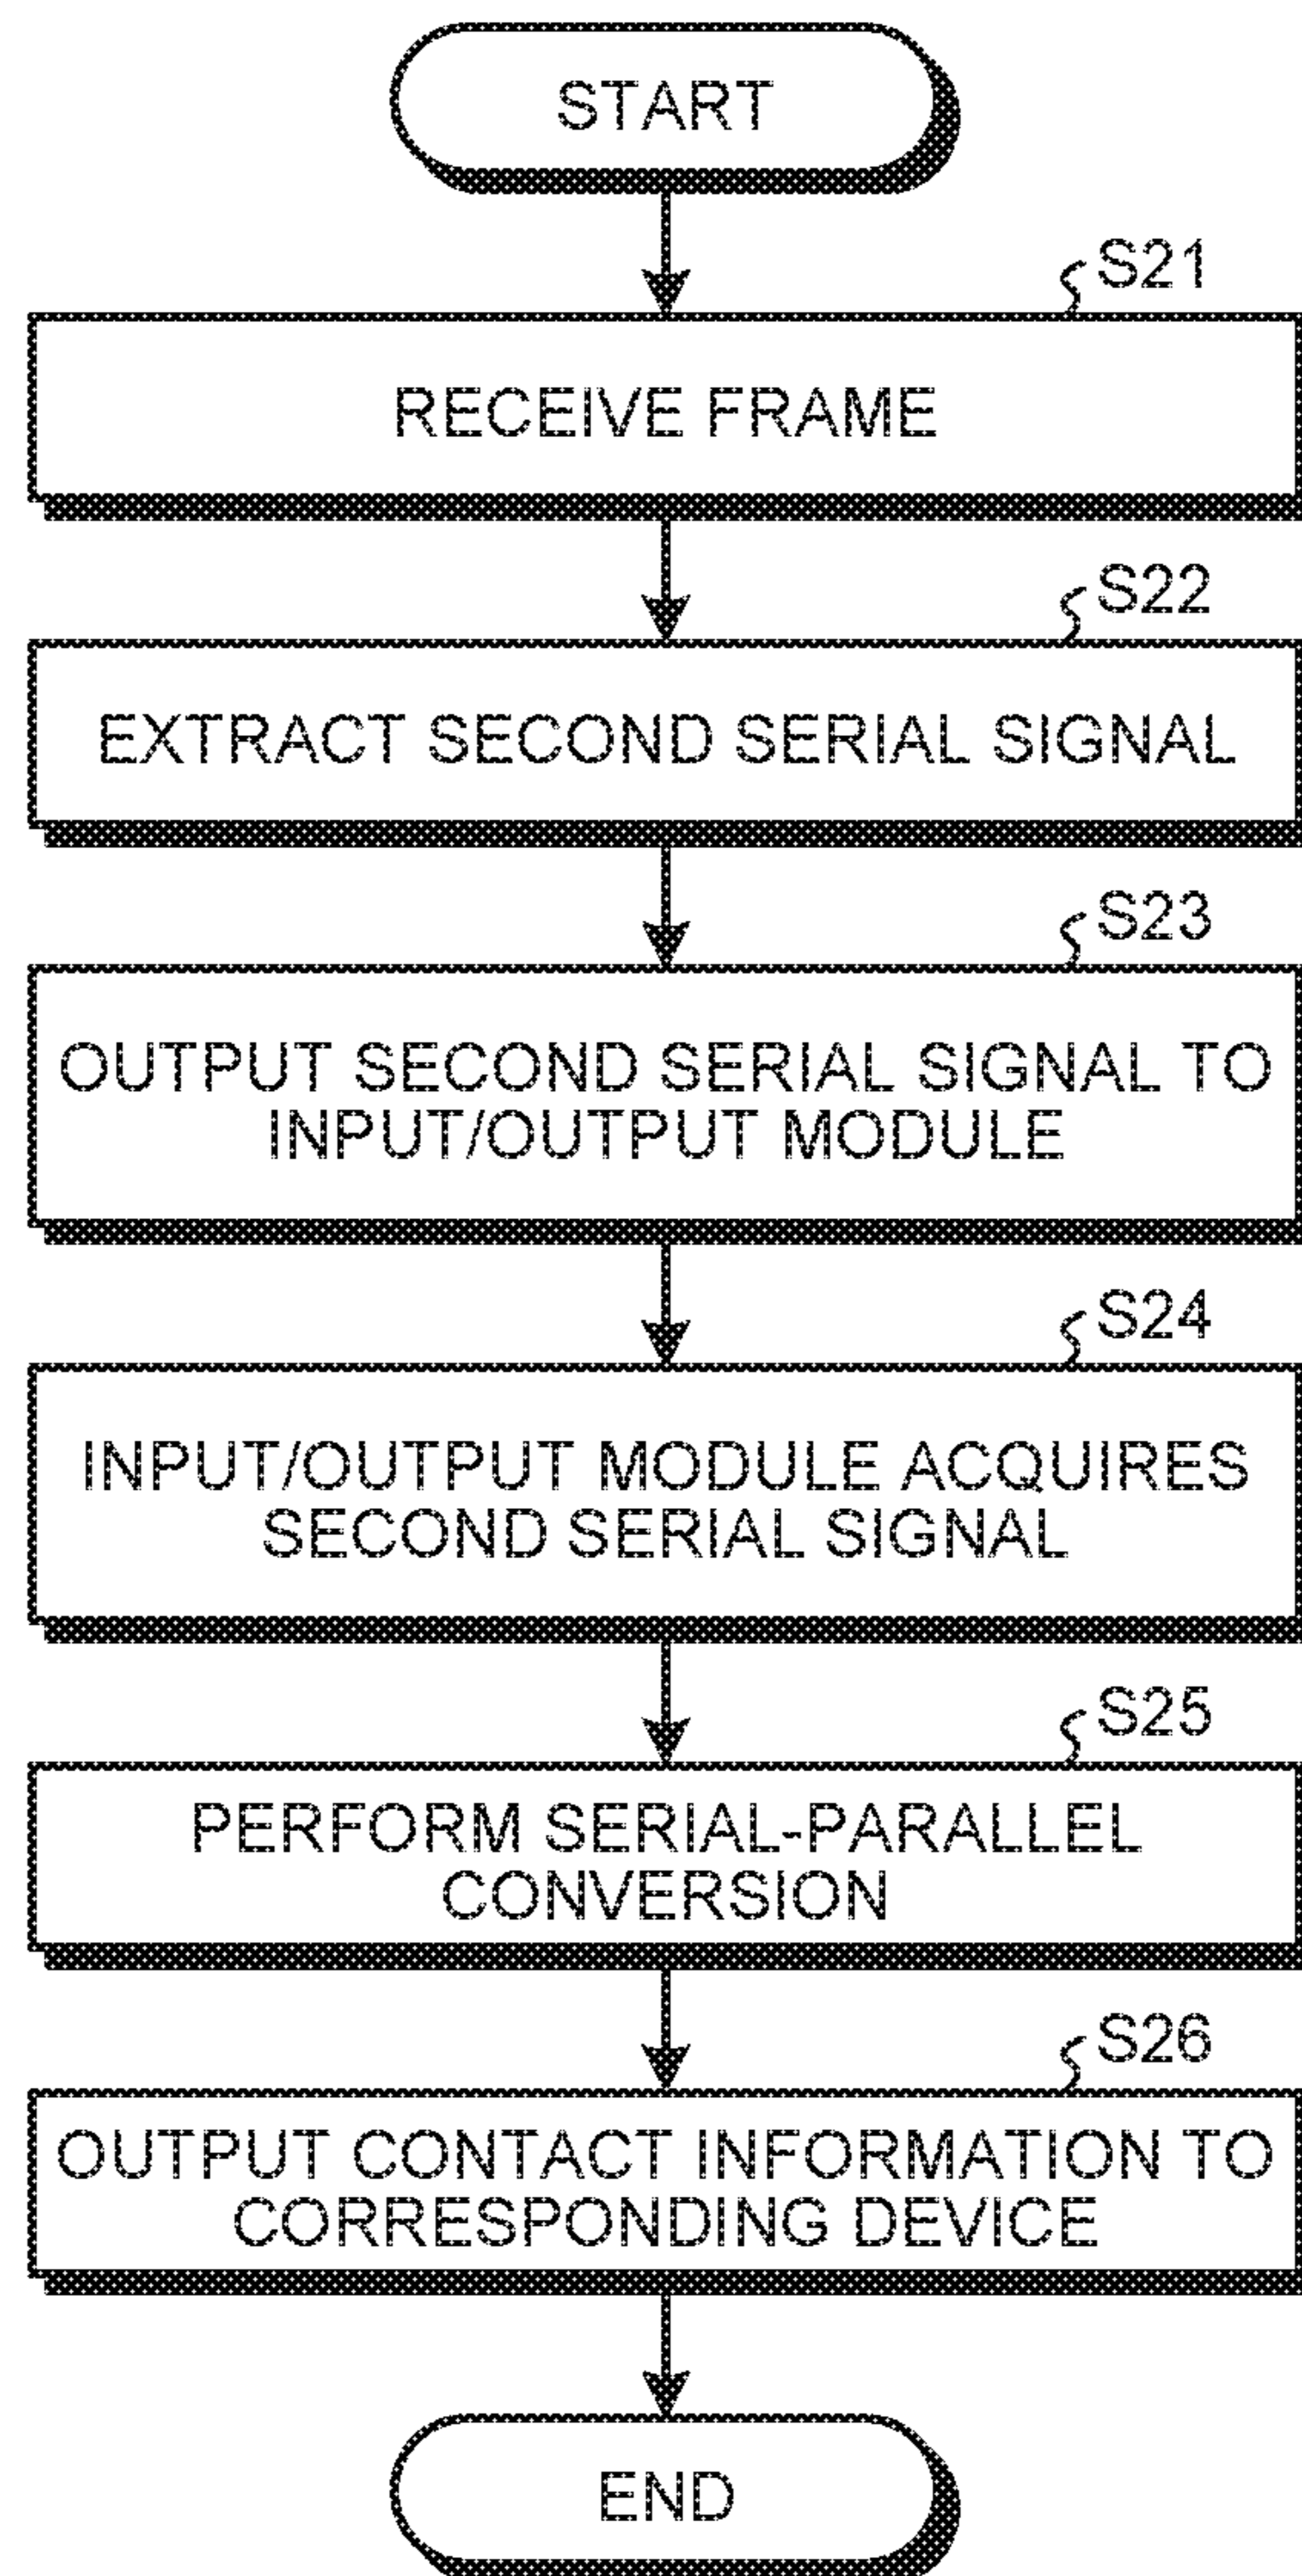 START
S21
RECEIVE FRAME
S22
EXTRACT SECOND SERIAL SIGNAL
S23
OUTPUT SECOND SERIAL SIGNAL TO
INPUT/OUTPUT MODULE
S24
INPUT/OUTPUT MODULE ACQUIRES
SECOND SERIAL SIGNAL
S25
PERFORM SERIAL-PARALLEL
CONVERSION
S26
OUTPUT CONTACT INFORMATION TO
CORRESPONDING DEVICE
END